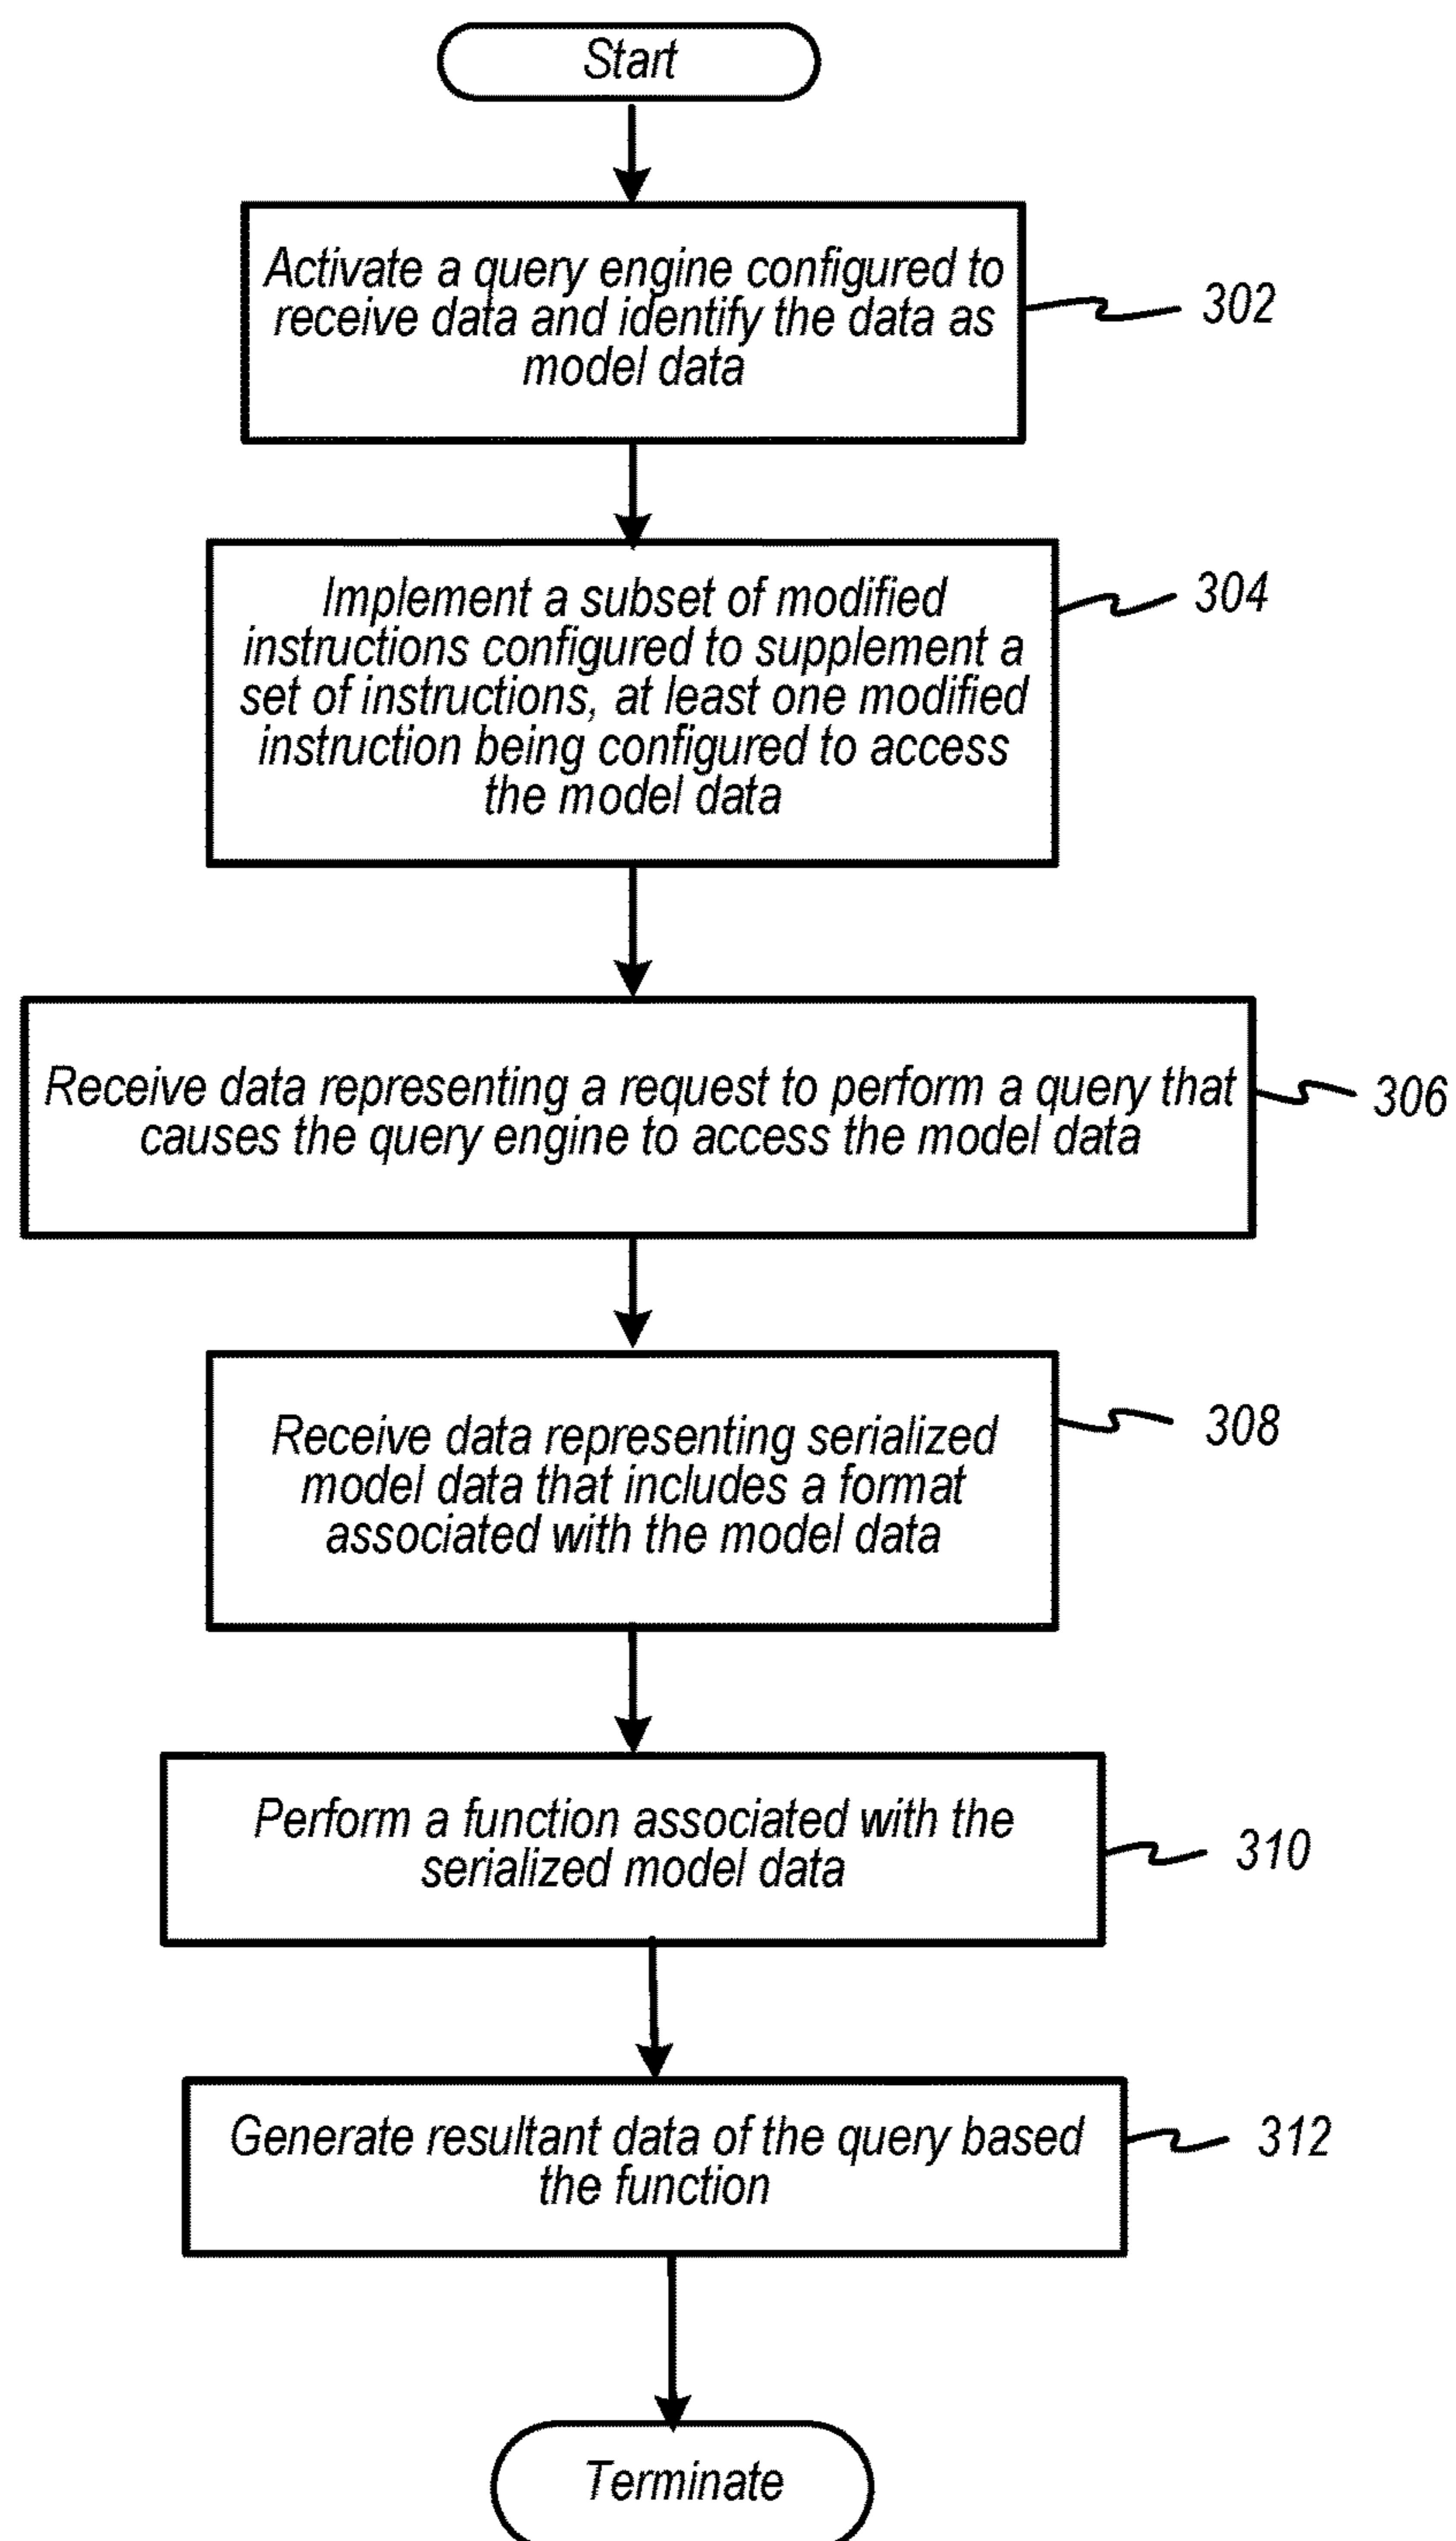 Start
Activate a query engine configured to
receive data and identify the data as
model data
302
Implement a subset of modified
instructions configured to supplement a
set of instructions, at least one modified
instruction being configured to access
the model data
304
Receive data representing a request to perform a query that
causes the query engine to access the model data
306
Receive data representing serialized
model data that includes a format
associated with the model data
308
Perform a function associated with the
serialized model data
310
Generate resultant data of the query based
the function
312
Terminate